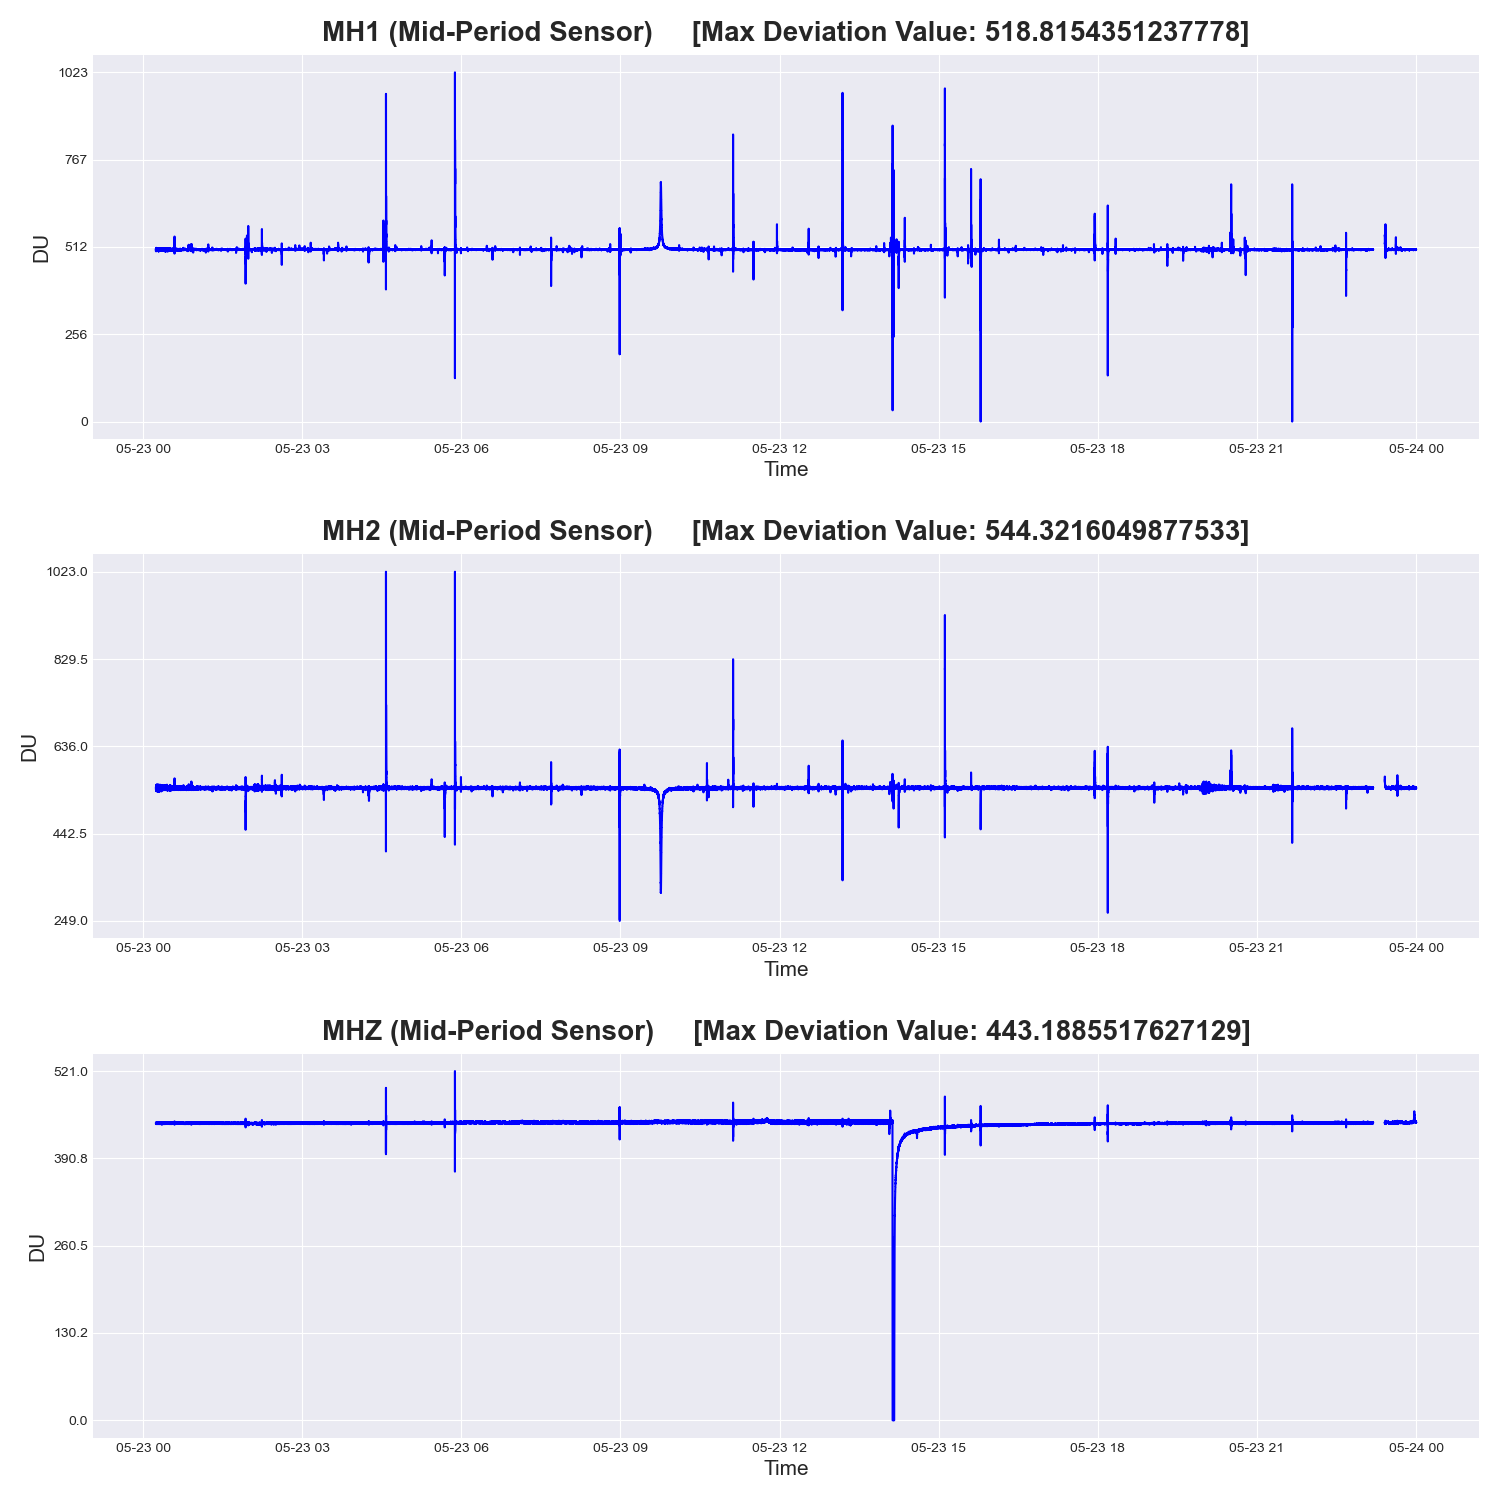 MH1 (Mid-Period Sensor) [Max Deviation Value: 518.8154351237778]
1023
767
512
256
0
DU
05-23 00 05-23 03 05-23 06 05-23 09 05-23 12 05-23 15 05-23 18 05-23 21 05-24 00
Time
MH2 (Mid-Period Sensor) [Max Deviation Value: 544.3216049877533]
1023.0
829.5
636.0
442.5
249.0
DU
05-23 00 05-23 03 05-23 06 05-23 09 05-23 12 05-23 15 05-23 18 05-23 21 05-24 00
Time
MHZ (Mid-Period Sensor) [Max Deviation Value: 443.1885517627129]
521.0
390.8
260.5
130.2
0.0
DU
05-23 00 05-23 03 05-23 06 05-23 09 05-23 12 05-23 15 05-23 18 05-23 21 05-24 00
Time